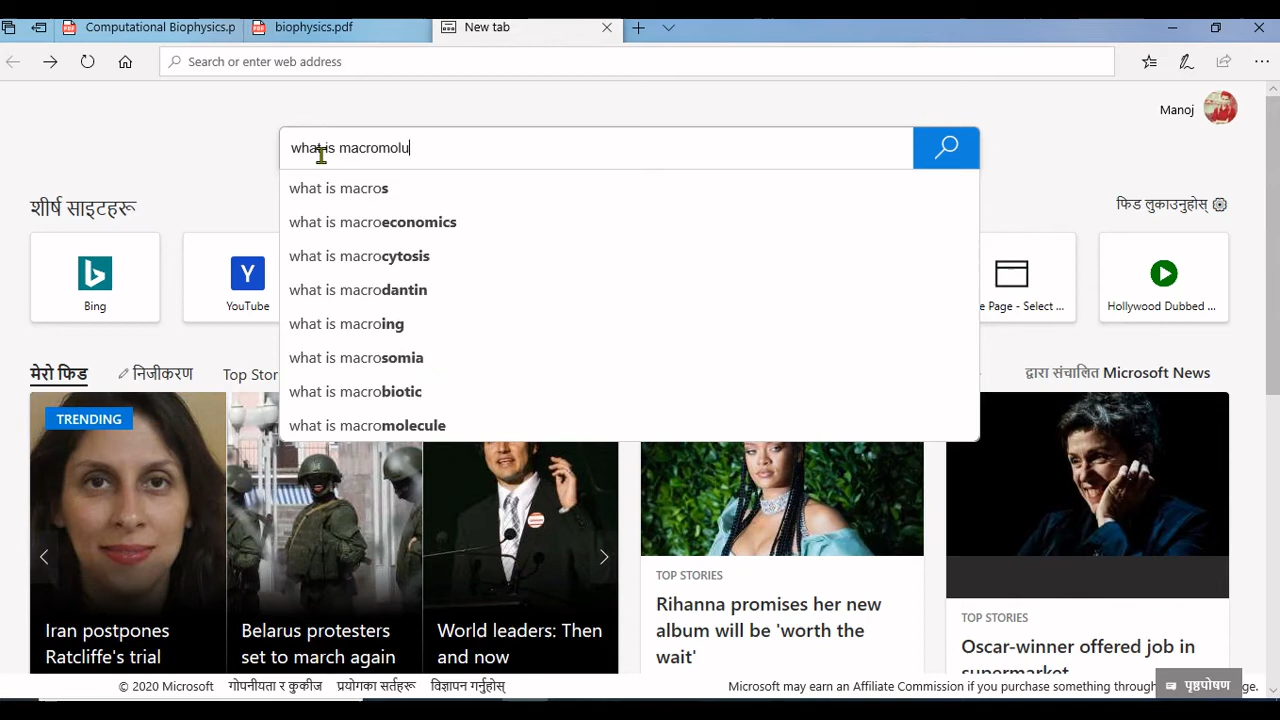 Computational Biophysics.p
biophysics.pdf
New tab
Search or enter web address
Manoj
what is macromolu
what is macros
what is macroeconomics
what is macrocytosis
what is macrodantin
what is macroing
what is macrosomia
what is macrobiotic
what is macromolecule
शीर्ष साइटहरू
फिड लुकाउनुहोस्
Bing
YouTube
e Page - Select ...
Hollywood Dubbed ...
मेरो फिड
निजीकरण
Top Stor
द्वारा संचालित Microsoft News
TRENDING
Iran postpones
Ratcliffe's trial
Belarus protesters
set to march again
World leaders: Then
and now
TOP STORIES
Rihanna promises her new
album will be 'worth the
wait'
TOP STORIES
Oscar-winner offered job in
supermarket
© 2020 Microsoft
गोपनीयता र कुकीज
प्रयोगका सर्तहरू
विज्ञापन गर्नुहोस्
Microsoft may earn an Affiliate Commission if you purchase something through
ge.
पृष्ठपोषण